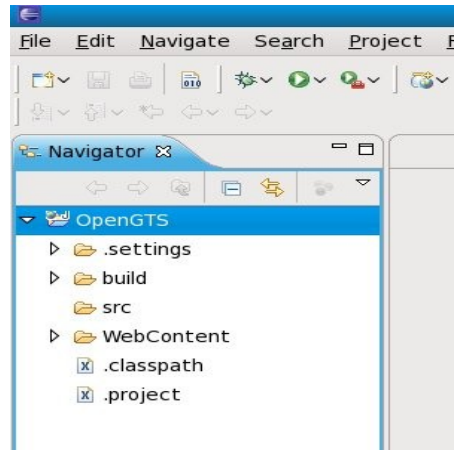 File Edit Navigate Search Project
Navigator
OpenGTS
.settings
build
src
WebContent
.classpath
.project